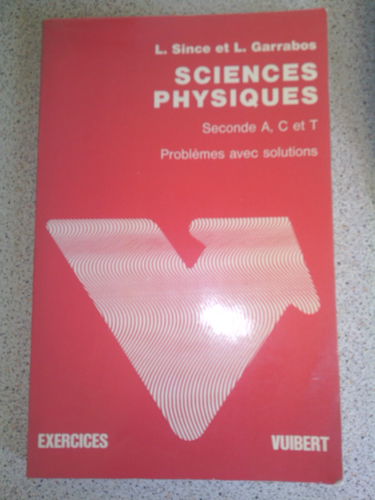 L. Since et L. Garrabos
SCIENCES
PHYSIQUES
Seconde A, C et T
Problèmes avec solutions
EXERCICES
VUIBERT